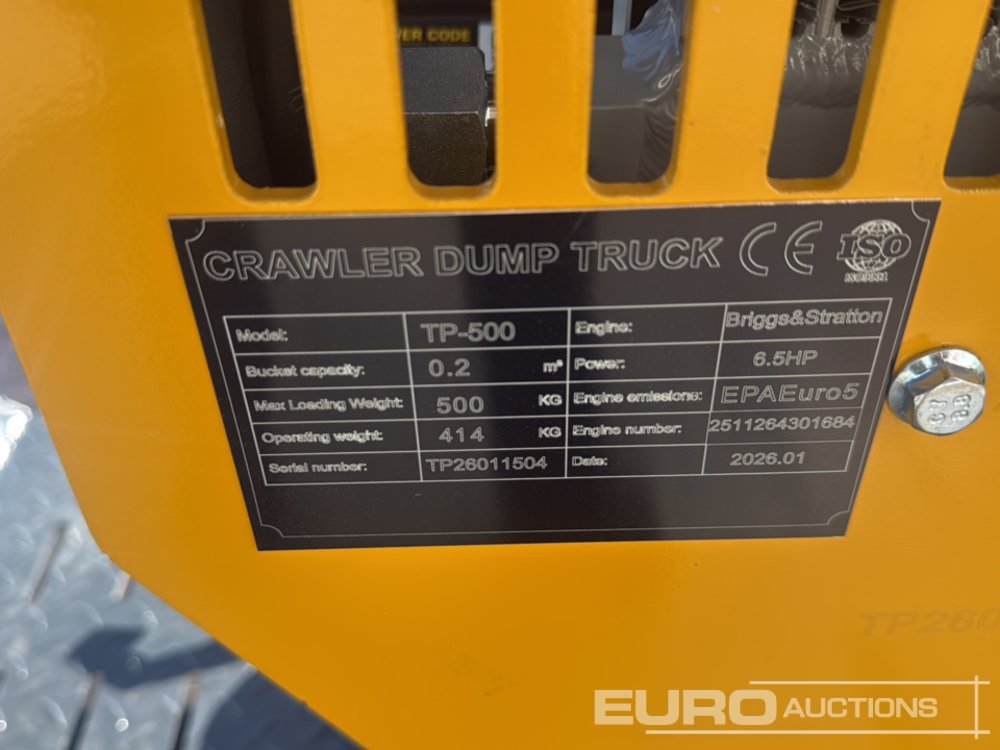 VER CODE
CRAWLER DUMP TRUCK CE ISO
ISO9001
Model: TP-500 Engine: Briggs&Stratton
Bucket capacity: 0.2 m³ Power: 6.5HP
Max Loading Weight: 500 KG Engine emissions: EPAEuro5
Operating weight: 414 KG Engine number: 2511264301684
Serial number: TP26011504 Date: 2026.01
TP260
EURO AUCTIONS